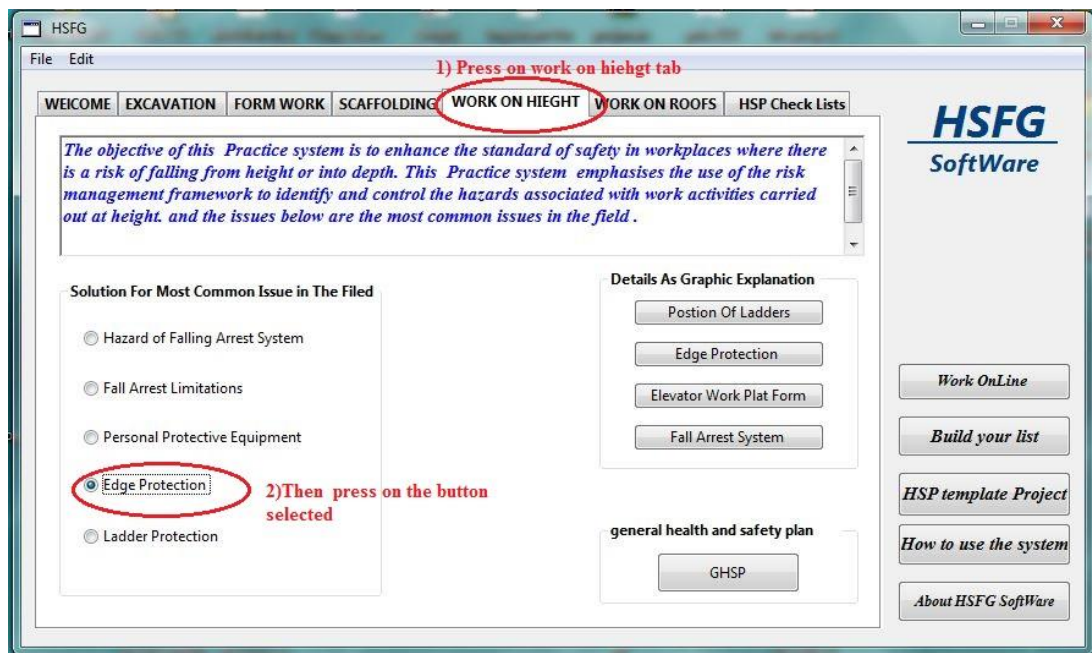 HSFG
File Edit
1) Press on work on hiehgt tab
WElCOME EXCAVATION FORM WORK SCAFFOLDING WORK ON HIEGHT WORK ON ROOFS HSP Check Lists
The objective of this Practice system is to enhance the standard of safety in workplaces where there
is a risk of falling from height or into depth. This Practice system emphasises the use of the risk
management framework to identify and control the hazards associated with work activities carried
out at height. and the issues below are the most common issues in the field .
HSFG
SoftWare
Solution For Most Common Issue in The Filed
Hazard of Falling Arrest System
Fall Arrest Limitations
Personal Protective Equipment
Edge Protection
2)Then press on the button
selected
Ladder Protection
Details As Graphic Explanation
Postion Of Ladders
Edge Protection
Elevator Work Plat Form
Fall Arrest System
general health and safety plan
GHSP
Work OnLine
Build your list
HSP template Project
How to use the system
About HSFG SoftWare